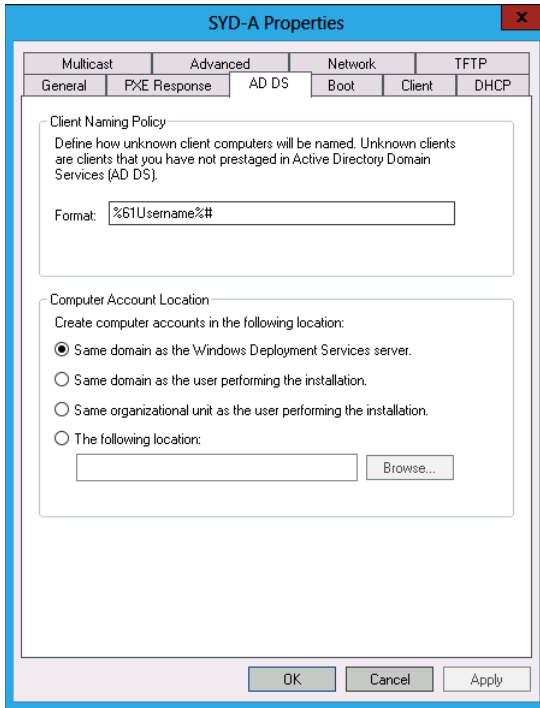 SYD-A Properties
x
Multicast Advanced Network TFTP
General PXE Response AD DS Boot Client DHCP
Client Naming Policy
Define how unknown client computers will be named. Unknown clients
are clients that you have not prestaged in Active Directory Domain
Services (AD DS).
Format: %61Username%#
Computer Account Location
Create computer accounts in the following location:
Same domain as the Windows Deployment Services server.
Same domain as the user performing the installation.
Same organizational unit as the user performing the installation.
The following location:
Browse...
OK Cancel Apply